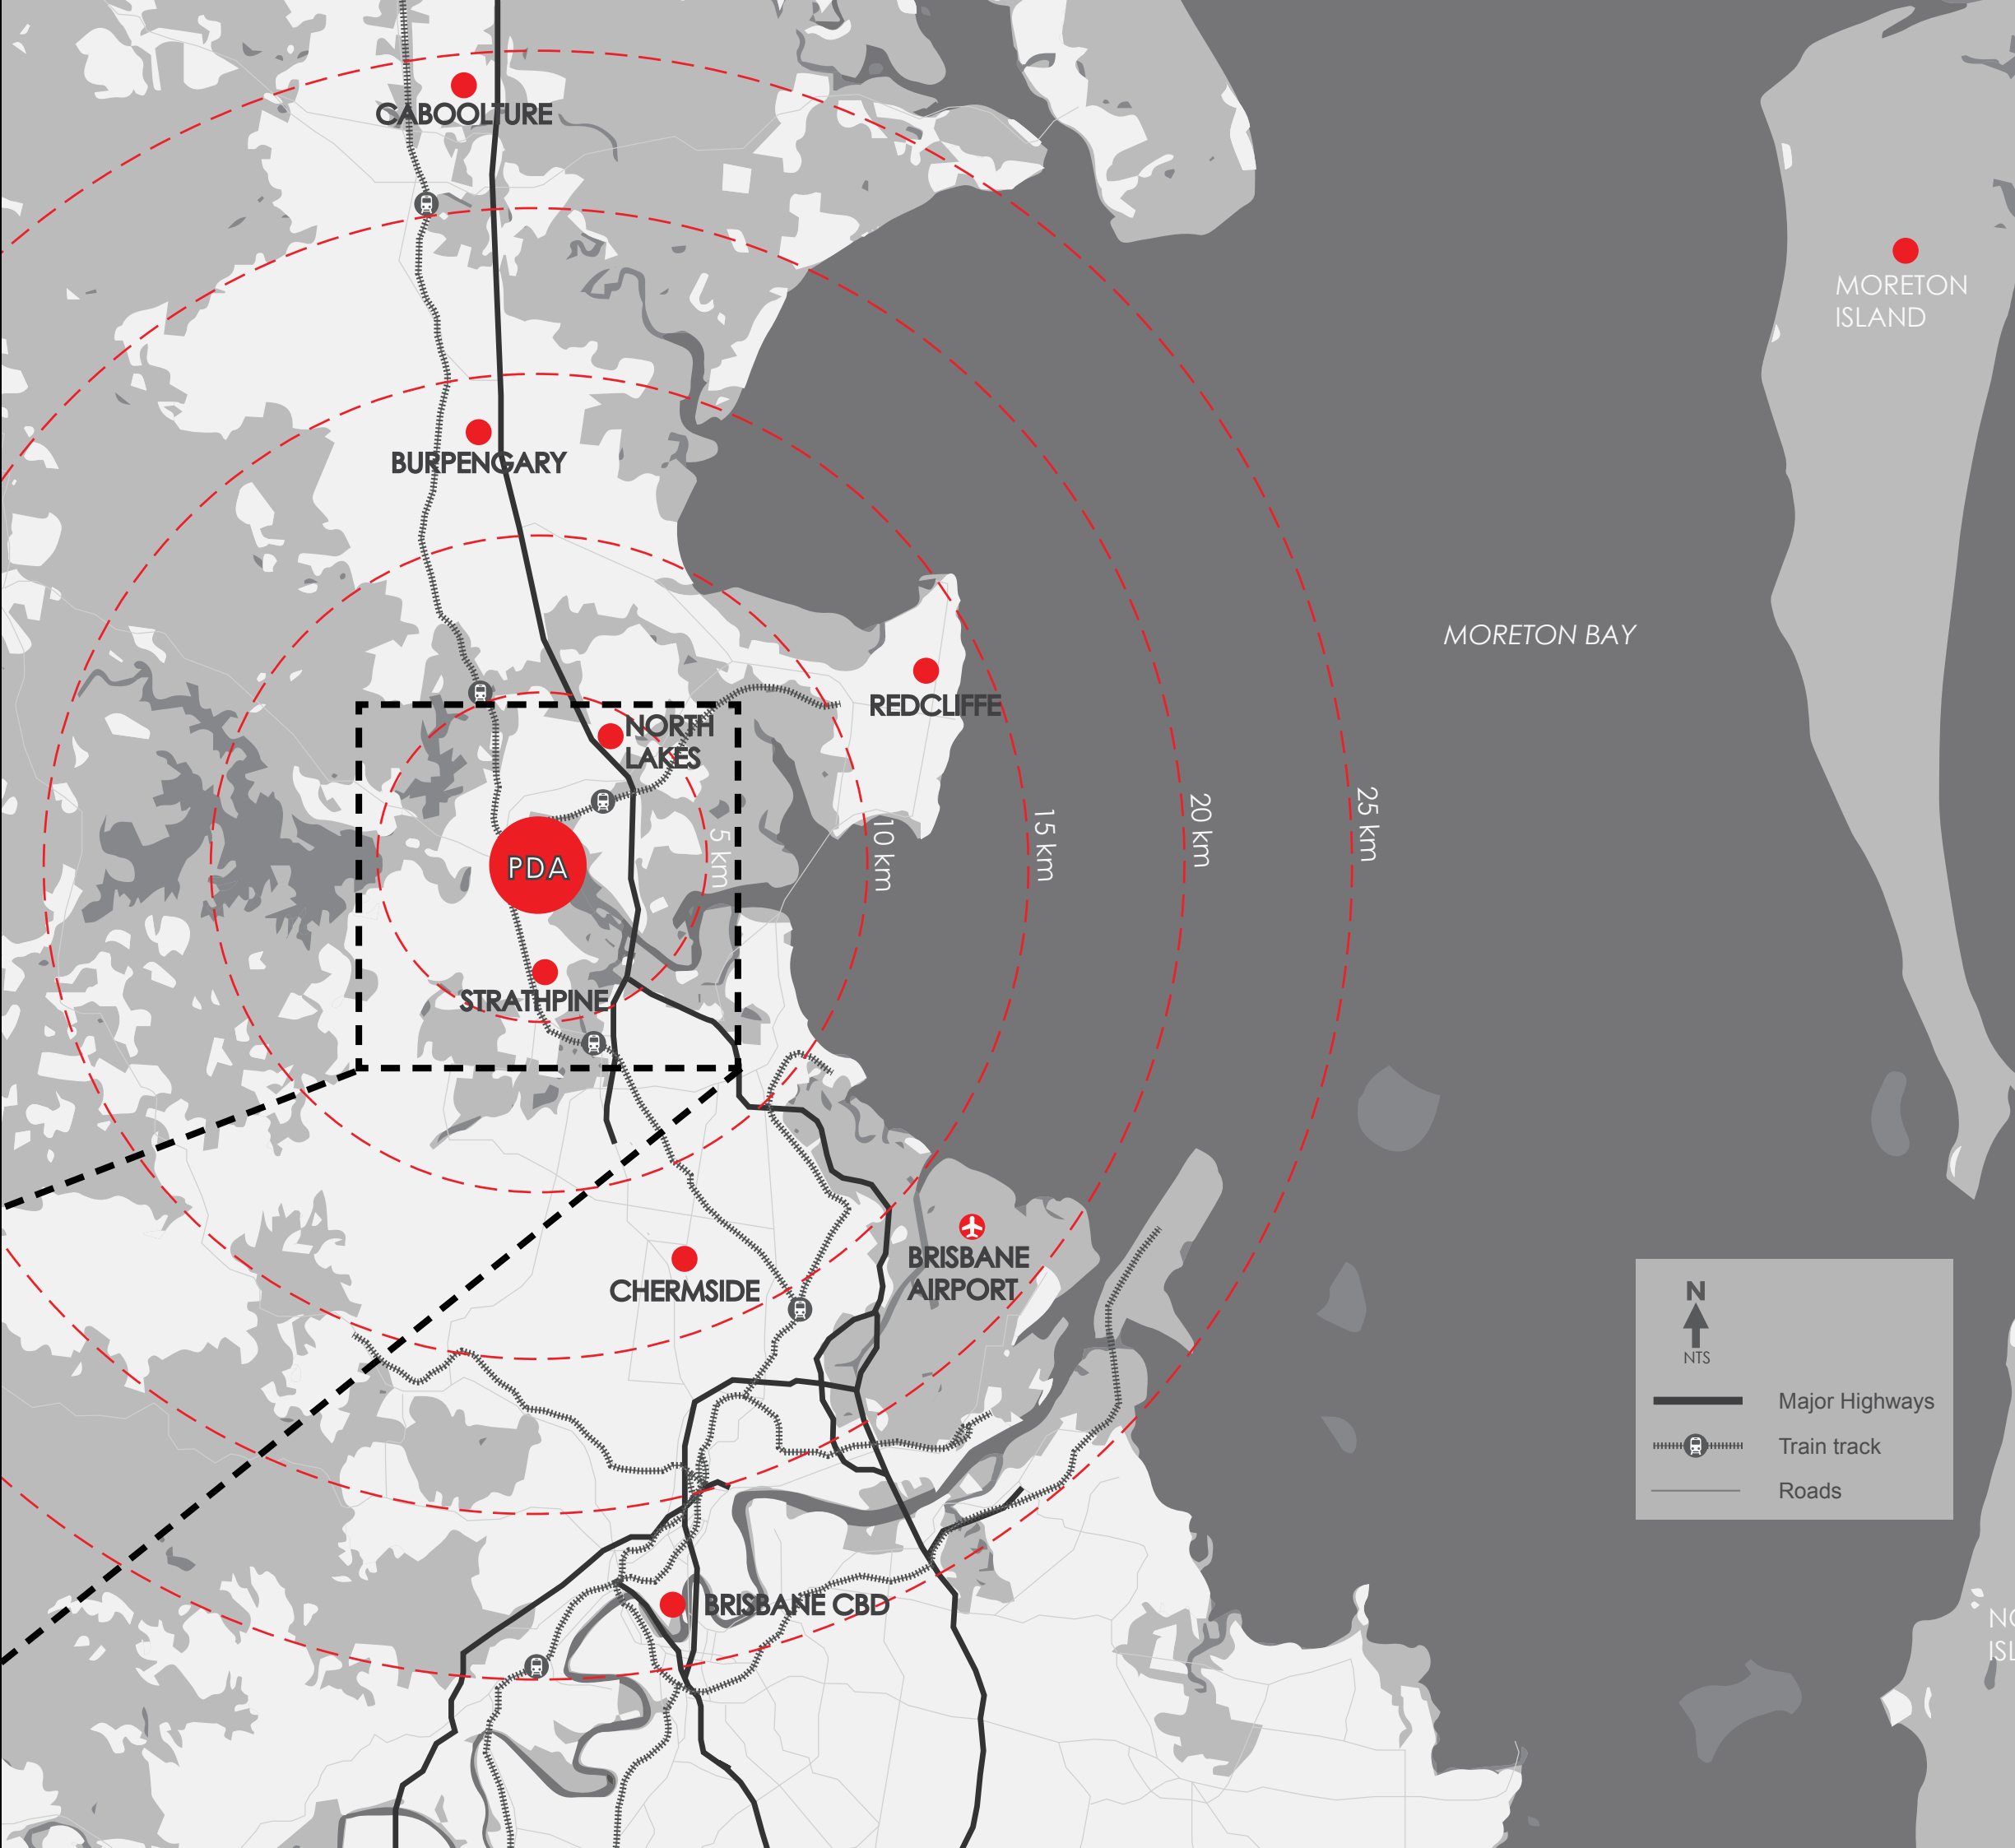 CABOOLTURE
MORETON
ISLAND
BURPENGARY
MORETON BAY
REDCLIFFE
NORTH
LAKES
5 km
10 km
15 km
20 km
25 km
PDA
STRATHPINE
BRISBANE
AIRPORT
CHERMSIDE
N
NTS
Major Highways
Train track
Roads
BRISBANE CBD